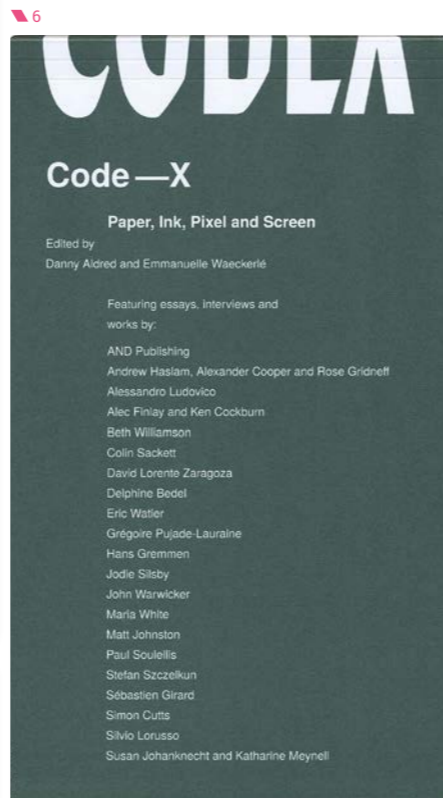 6
CODEX
Code—X
Paper, Ink, Pixel and Screen
Edited by
Danny Aldred and Emmanuelle Waeckerlé
Featuring essays, interviews and
works by:
AND Publishing
Andrew Haslam, Alexander Cooper and Rose Gridneff
Alessandro Ludovico
Alec Finlay and Ken Cockburn
Beth Williamson
Colin Sackett
David Lorente Zaragoza
Delphine Bedel
Eric Watier
Grégoire Pujade-Lauraine
Hans Gremmen
Jodie Silsby
John Warwicker
Maria White
Matt Johnston
Paul Soulellis
Stefan Szczelkun
Sébastien Girard
Simon Cutts
Silvio Lorusso
Susan Johanknecht and Katharine Meynell